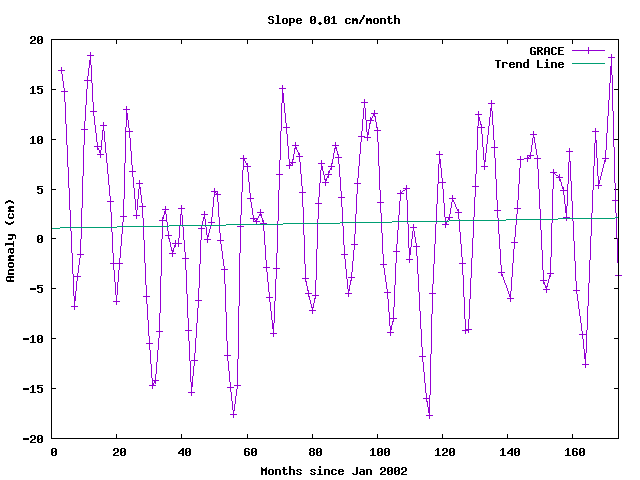 Slope 0.01 cm/month
GRACE
Trend Line
20
15
10
5
0
-5
-10
-15
-20
Anomaly (cm)
0 20 40 60 80 100 120 140 160
Months since Jan 2002